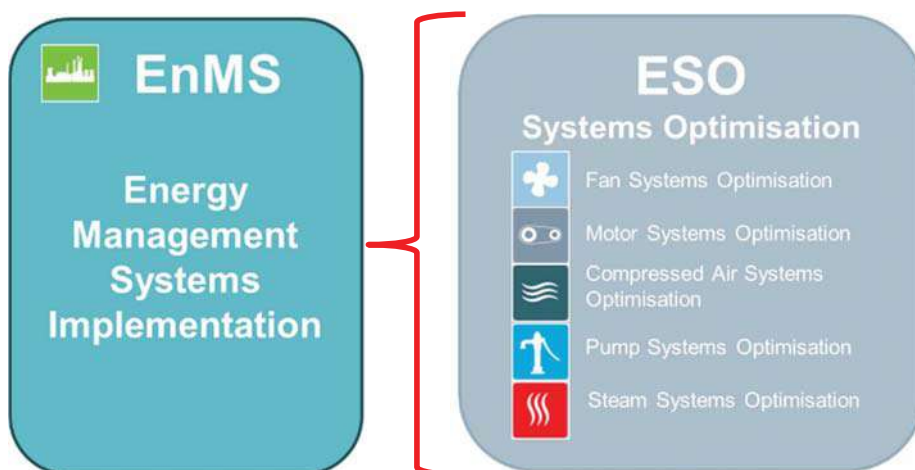 EnMS
Energy
Management
Systems
Implementation
ESO
Systems Optimisation
Fan Systems Optimisation
Motor Systems Optimisation
Compressed Air Systems
Optimisation
Pump Systems Optimisation
Steam Systems Optimisation